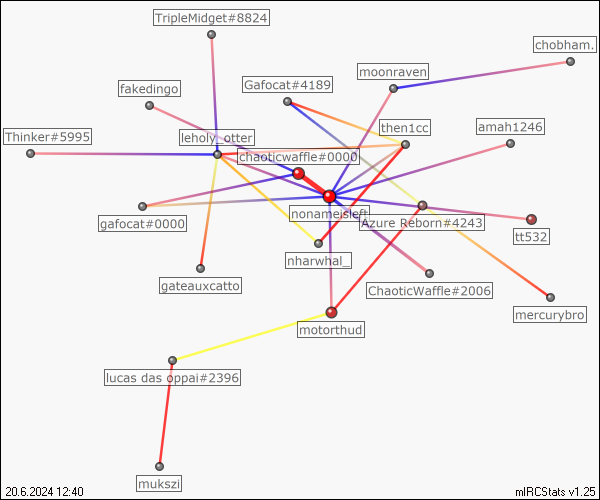 TripleMidget#8824
chobham.
moonraven
Gafocat#4189
fakedingo
then1cc
amah1246
Thinker#5995
leholy_otter
chaoticwaffle#0000
nonameisleft
gafocat#0000
Azure Reborn#4243
tt532
nharwhal_
gateauxcatto
ChaoticWaffle#2006
mercurybro
motorthud
lucas das oppai#2396
mukszi
20.6.2024 12:40
mIRCStats v1.25